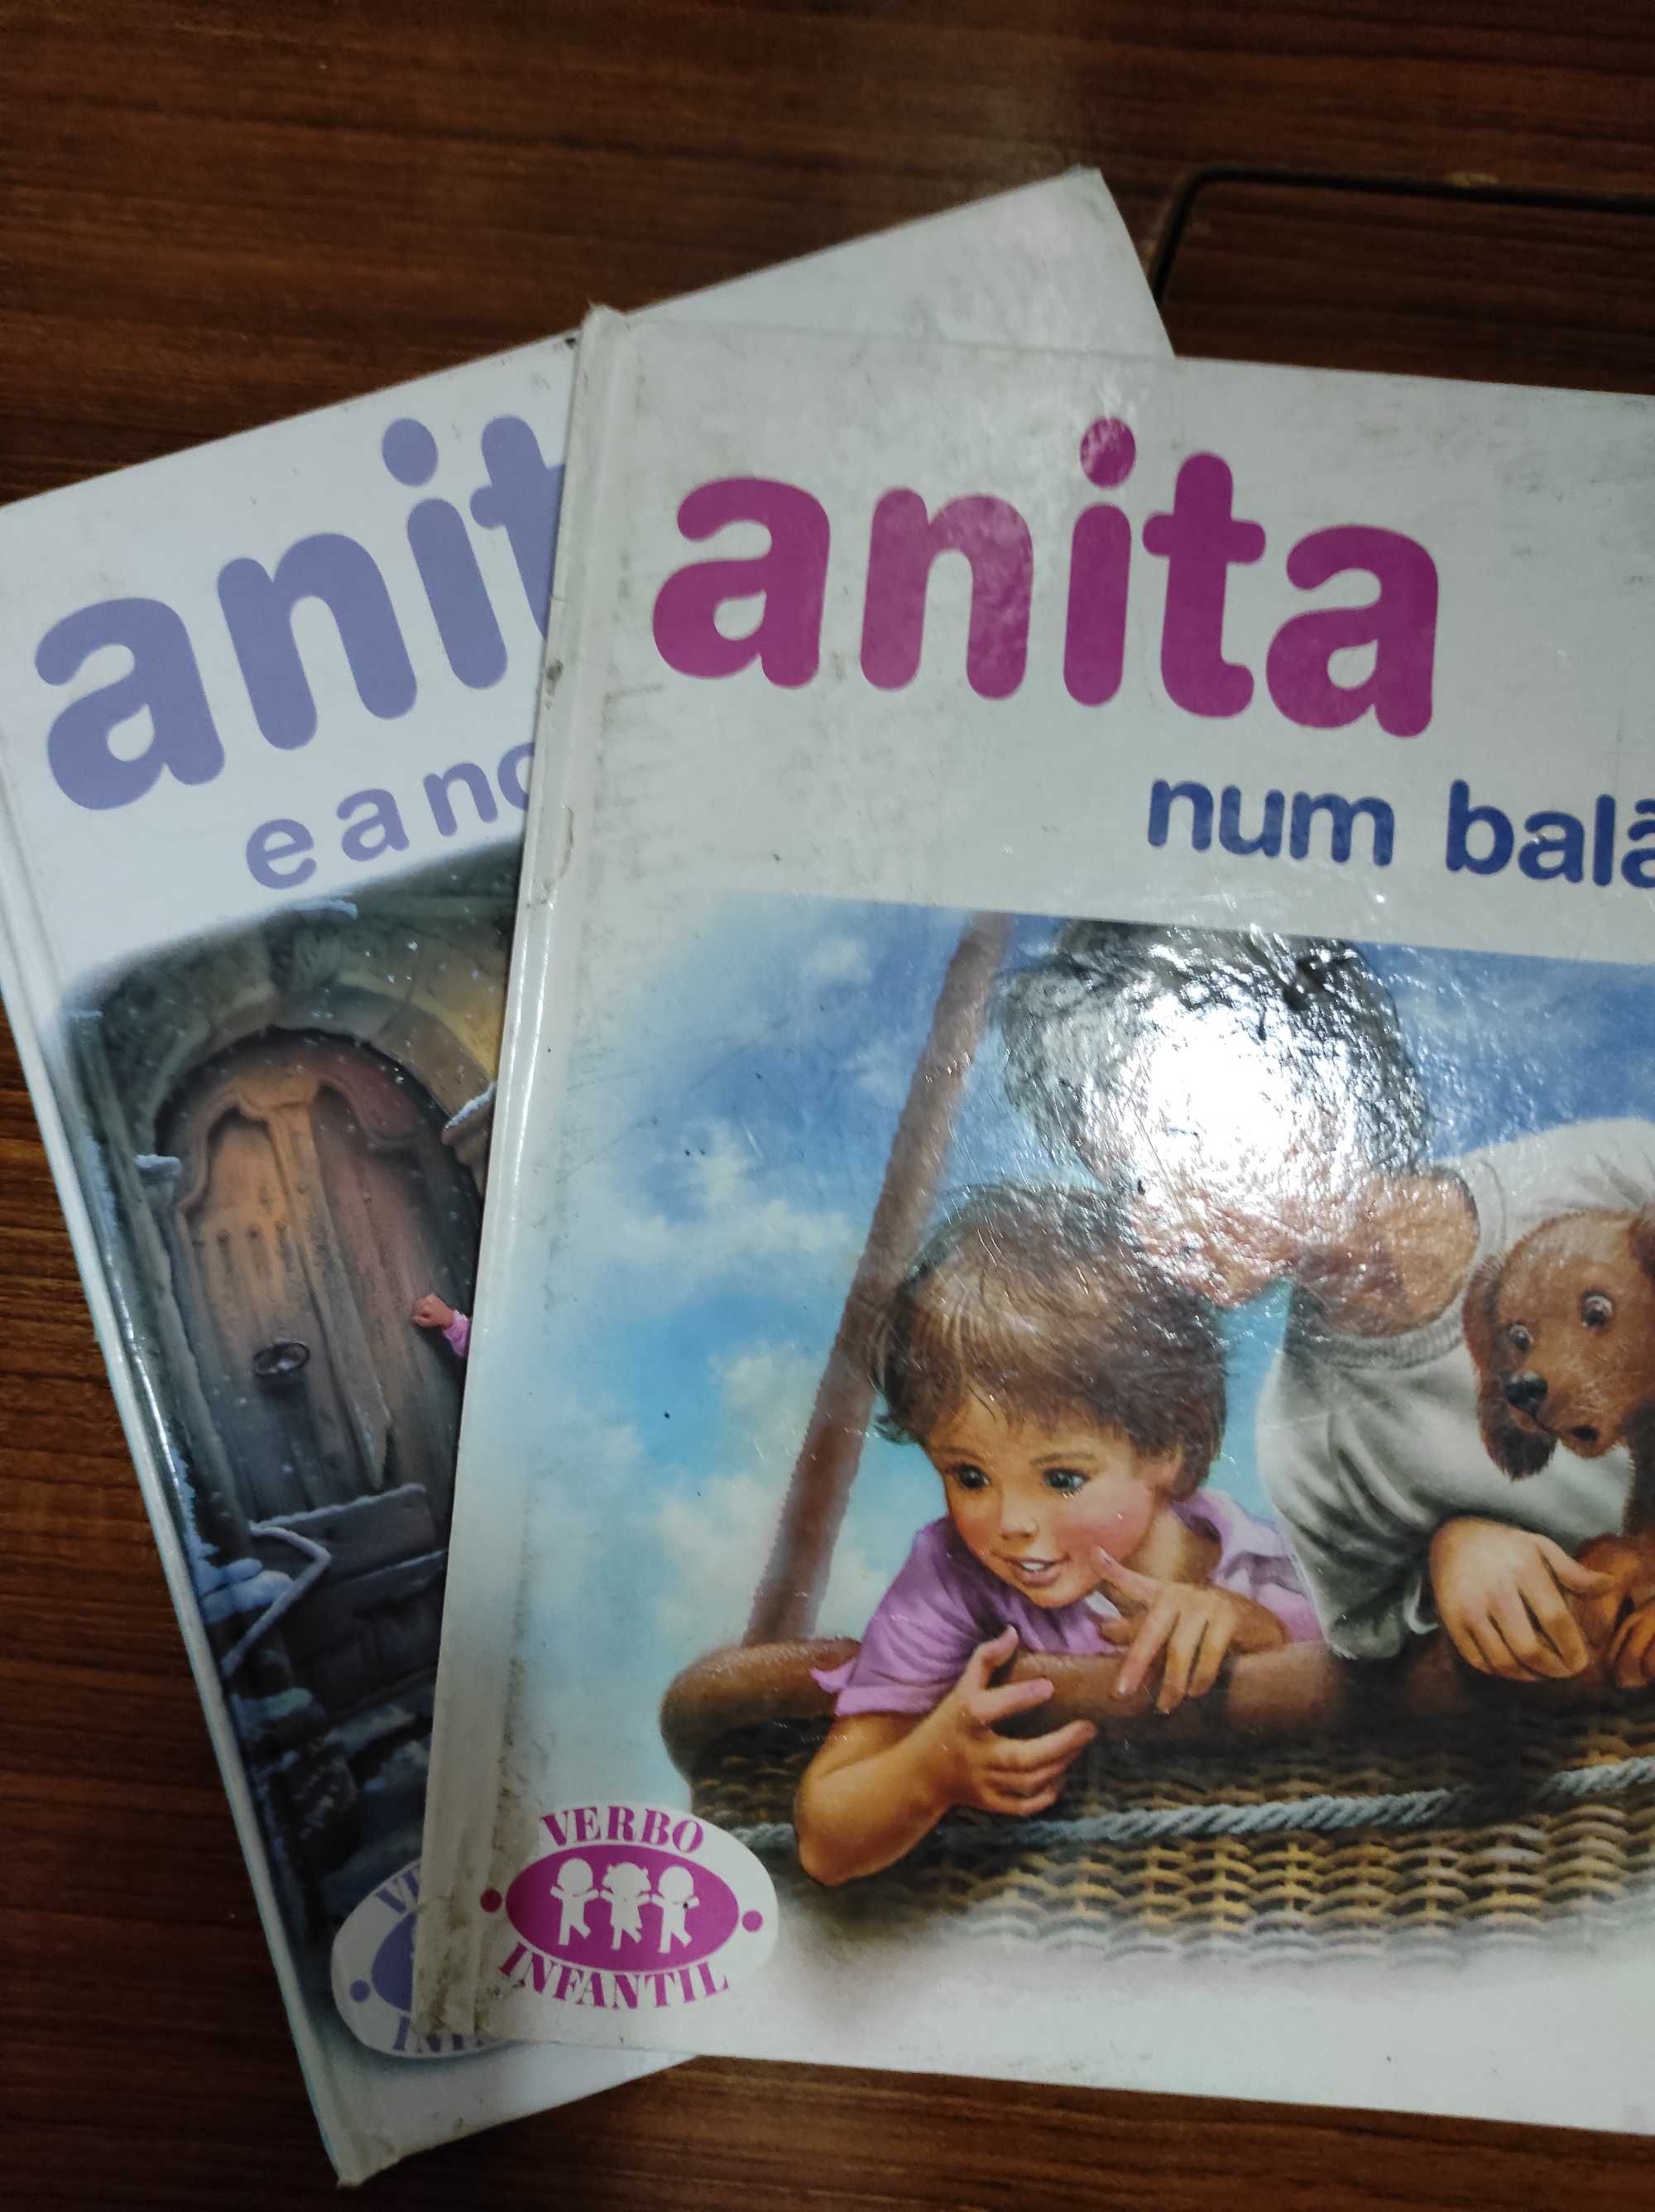 anit
e a no
anita
num balã
VERBO
INFANTIL